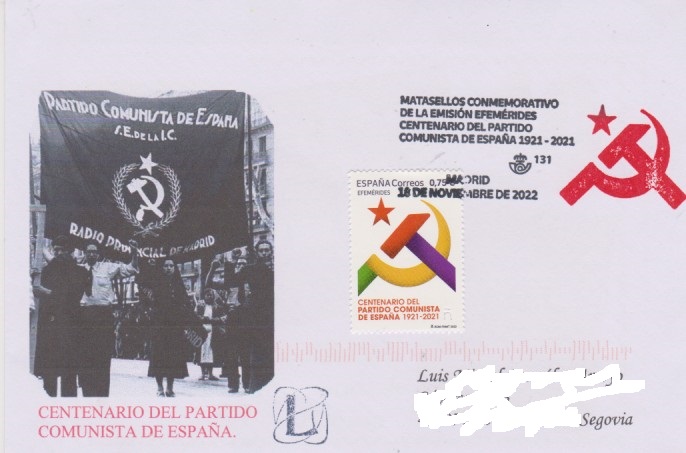 PARTIDO COMUNISTA DE ESPAÑA
S.E. DE LA I.C.
RADIO PROVINCIAL DE MADRID
CENTENARIO DEL PARTIDO
COMUNISTA DE ESPAÑA.
L
MATASELLOS CONMEMORATIVO
DE LA EMISIÓN EFEMÉRIDES
CENTENARIO DEL PARTIDO
COMUNISTA DE ESPAÑA 1921 - 2021
131
MADRID
18 DE NOVIEMBRE DE 2022
ESPAÑA Correos 0,75 €
EFEMÉRIDES
CENTENARIO DEL
PARTIDO COMUNISTA
DE ESPAÑA 1921-2021
Luis
Segovia